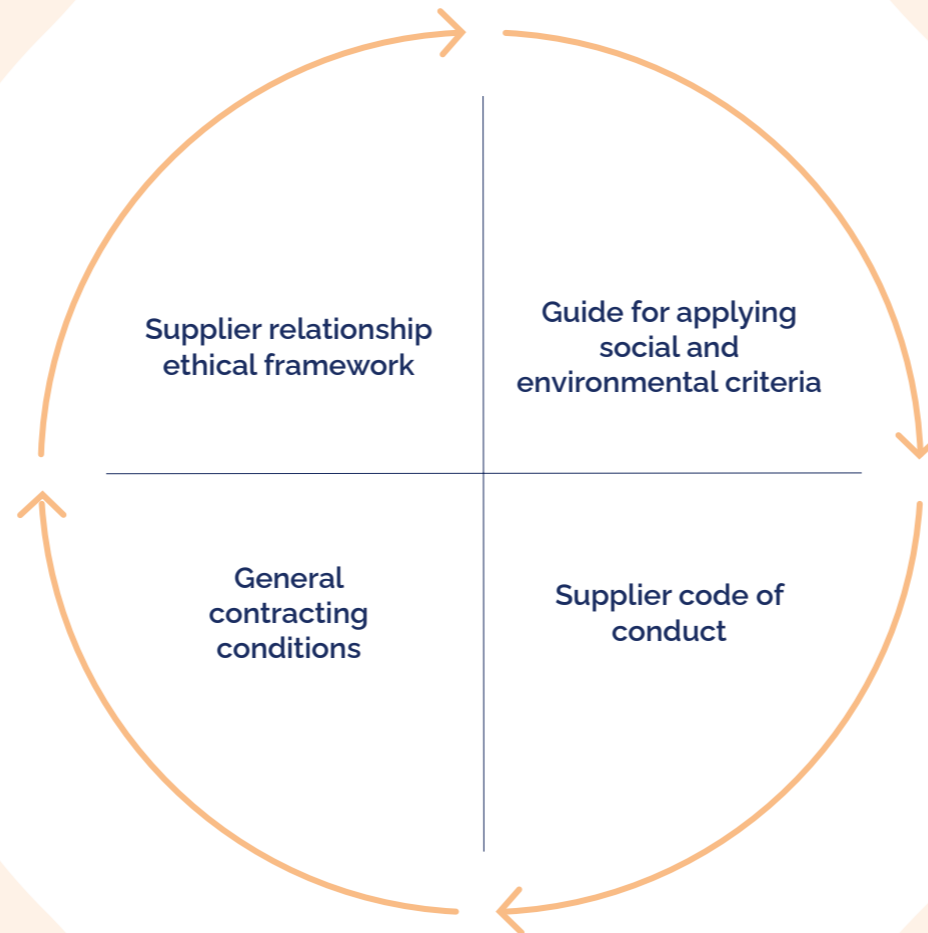 Supplier relationship
ethical framework
Guide for applying
social and
environmental criteria
General
contracting
conditions
Supplier code of
conduct